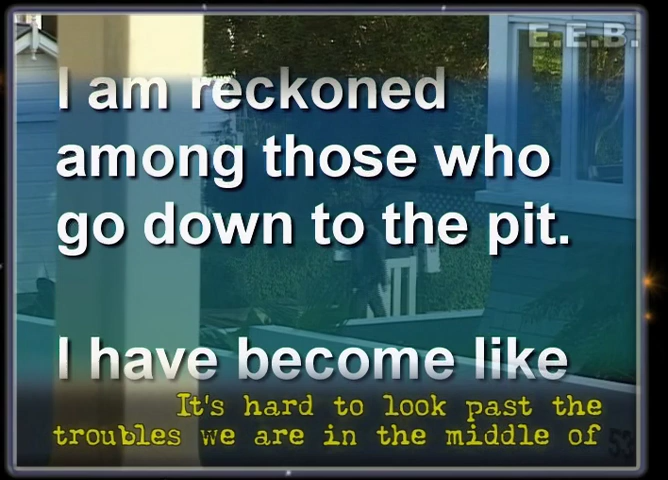 E.E.B.
I am reckoned
among those who
go down to the pit.
I have become like
It's hard to look past the
troubles we are in the middle of
53